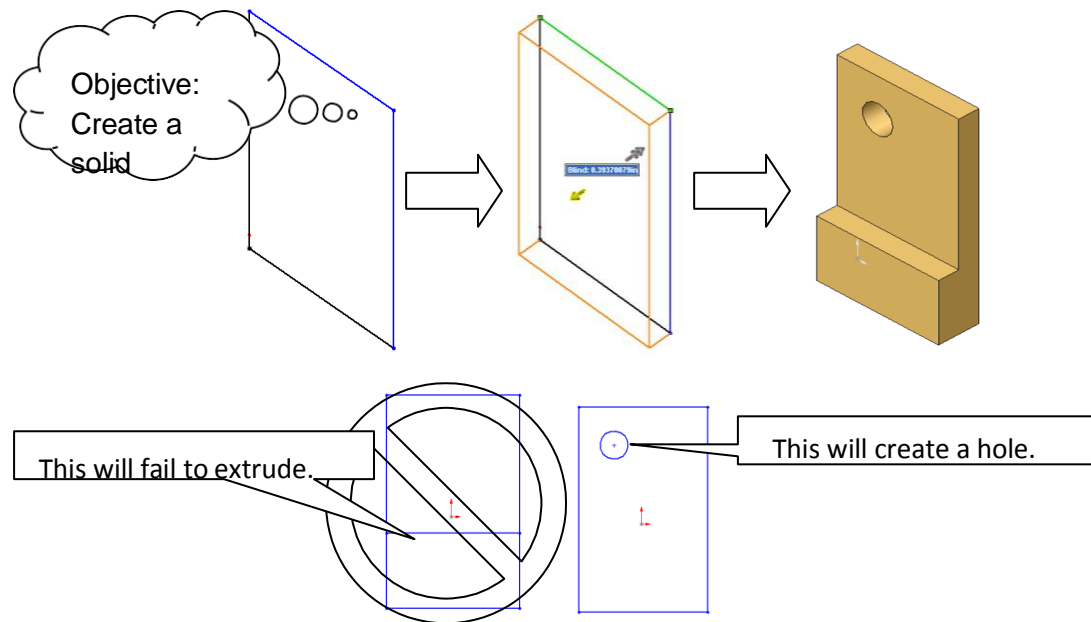 Objective:
Create a
solid
Blind: 0.39370079in
This will fail to extrude.
This will create a hole.